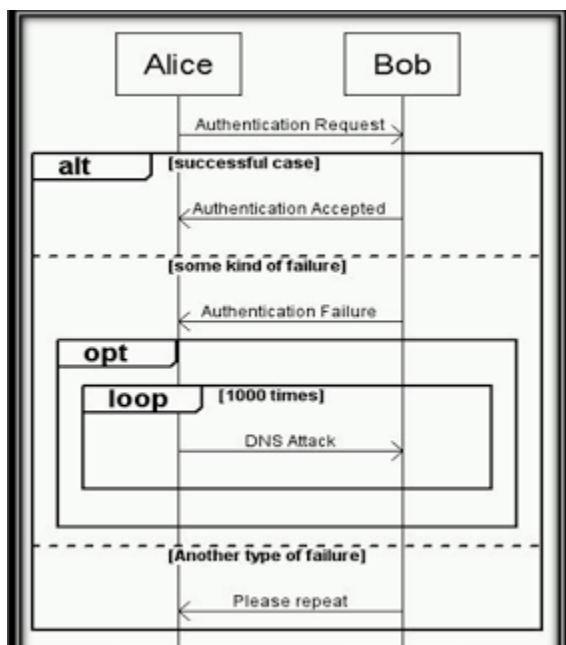 Alice Bob
Authentication Request
alt [successful case]
Authentication Accepted
[some kind of failure]
Authentication Failure
opt
loop [1000 times]
DNS Attack
[Another type of failure]
Please repeat